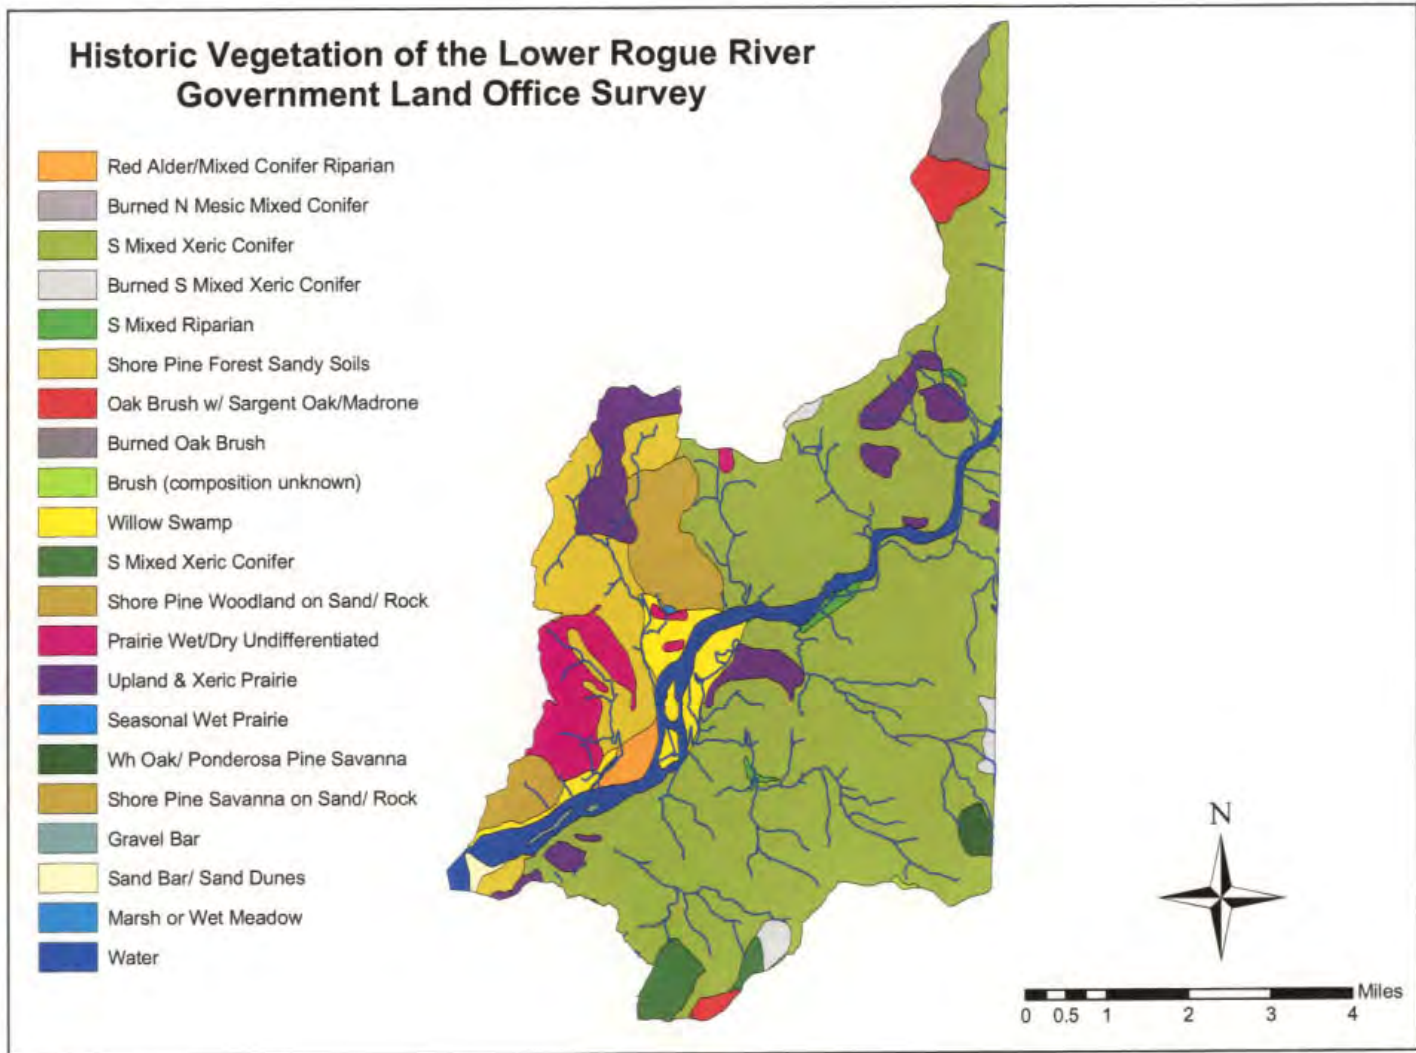 Historic Vegetation of the Lower Rogue River
Government Land Office Survey
Red Alder/Mixed Conifer Riparian
Burned N Mesic Mixed Conifer
S Mixed Xeric Conifer
Burned S Mixed Xeric Conifer
S Mixed Riparian
Shore Pine Forest Sandy Soils
Oak Brush w/ Sargent Oak/Madrone
Burned Oak Brush
Brush (composition unknown)
Willow Swamp
S Mixed Xeric Conifer
Shore Pine Woodland on Sand/ Rock
Prairie Wet/Dry Undifferentiated
Upland & Xeric Prairie
Seasonal Wet Prairie
Wh Oak/ Ponderosa Pine Savanna
Shore Pine Savanna on Sand/ Rock
Gravel Bar
Sand Bar/ Sand Dunes
Marsh or Wet Meadow
Water
N
Miles
0 0.5 1 2 3 4